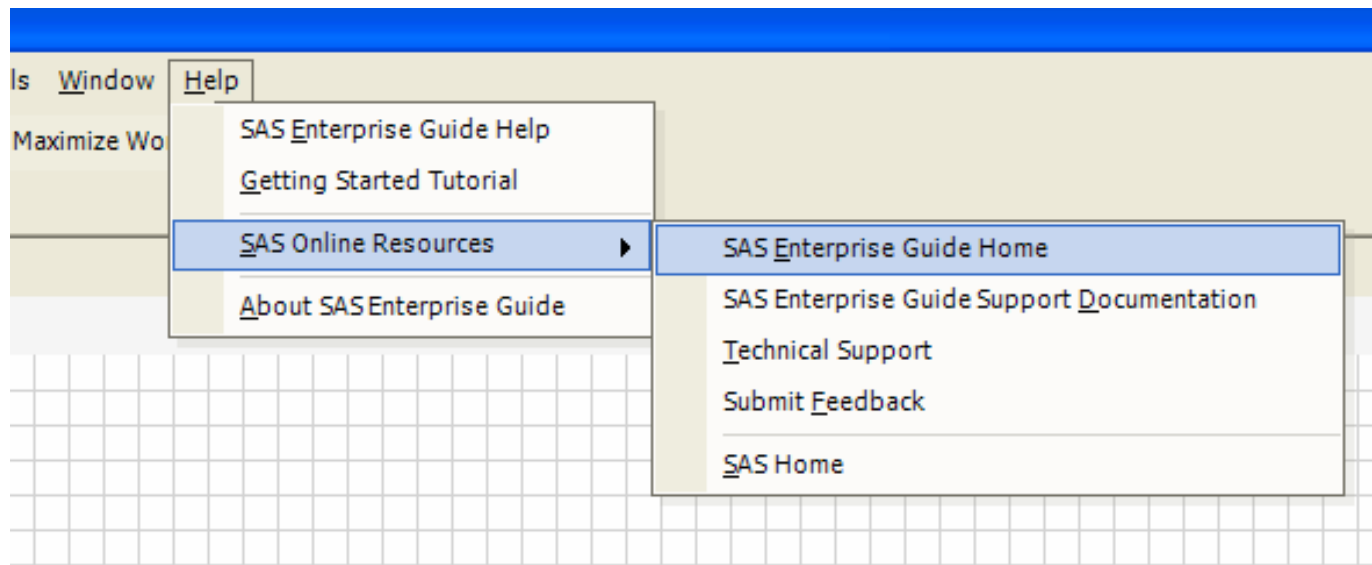 ls Window Help
Maximize Wo
SAS Enterprise Guide Help
Getting Started Tutorial
SAS Online Resources
About SAS Enterprise Guide
SAS Enterprise Guide Home
SAS Enterprise Guide Support Documentation
Technical Support
Submit Feedback
SAS Home